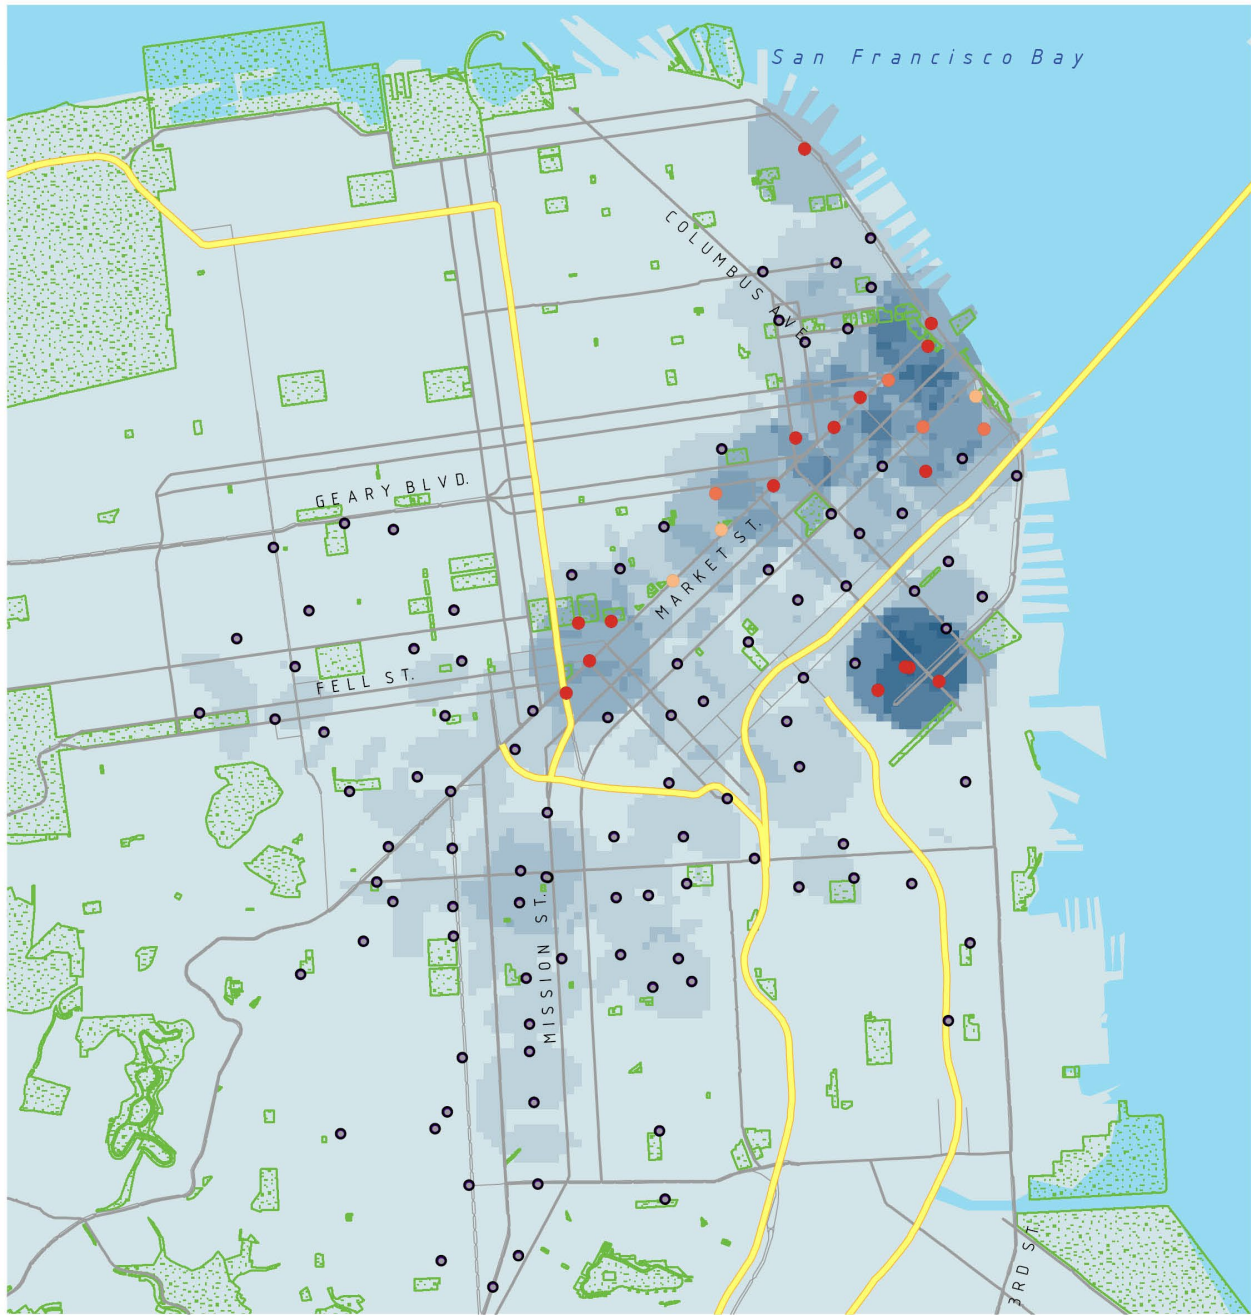 San Francisco Bay
COLUMBUS AVE.
GEARY BLVD.
MARKET ST.
FELL ST.
MISSION ST.
3RD ST.